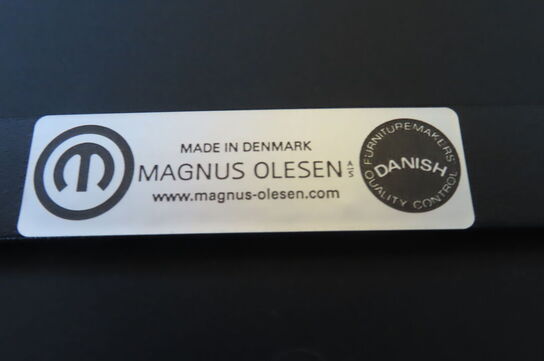 MADE IN DENMARK
MAGNUS OLESEN A/S
www.magnus-olesen.com
FURNITUREMAKERS
DANISH
QUALITY CONTROL